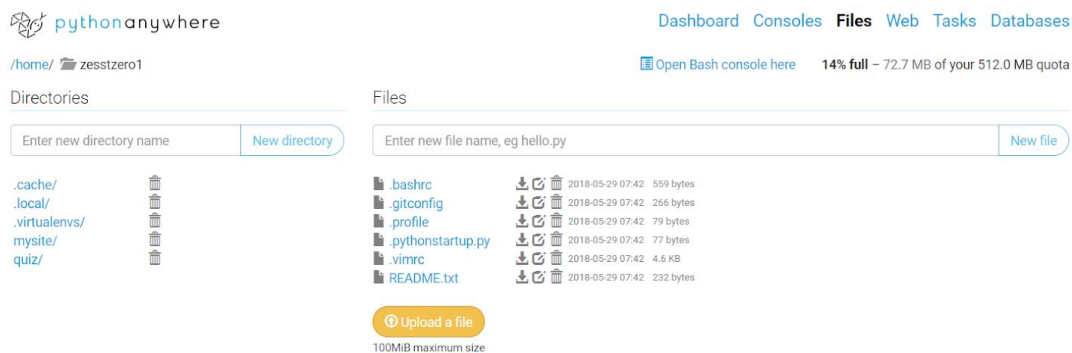 pythonanywhere
Dashboard Consoles Files Web Tasks Databases
/home/ zesstzero1
Open Bash console here 14% full – 72.7 MB of your 512.0 MB quota
Directories
Enter new directory name New directory
.cache/
.local/
.virtualenvs/
mysite/
quiz/
Files
Enter new file name, eg hello.py New file
.bashrc 2018-05-29 07:42 559 bytes
.gitconfig 2018-05-29 07:42 266 bytes
.profile 2018-05-29 07:42 79 bytes
.pythonstartup.py 2018-05-29 07:42 77 bytes
.vimrc 2018-05-29 07:42 4.6 KB
README.txt 2018-05-29 07:42 232 bytes
Upload a file
100MiB maximum size